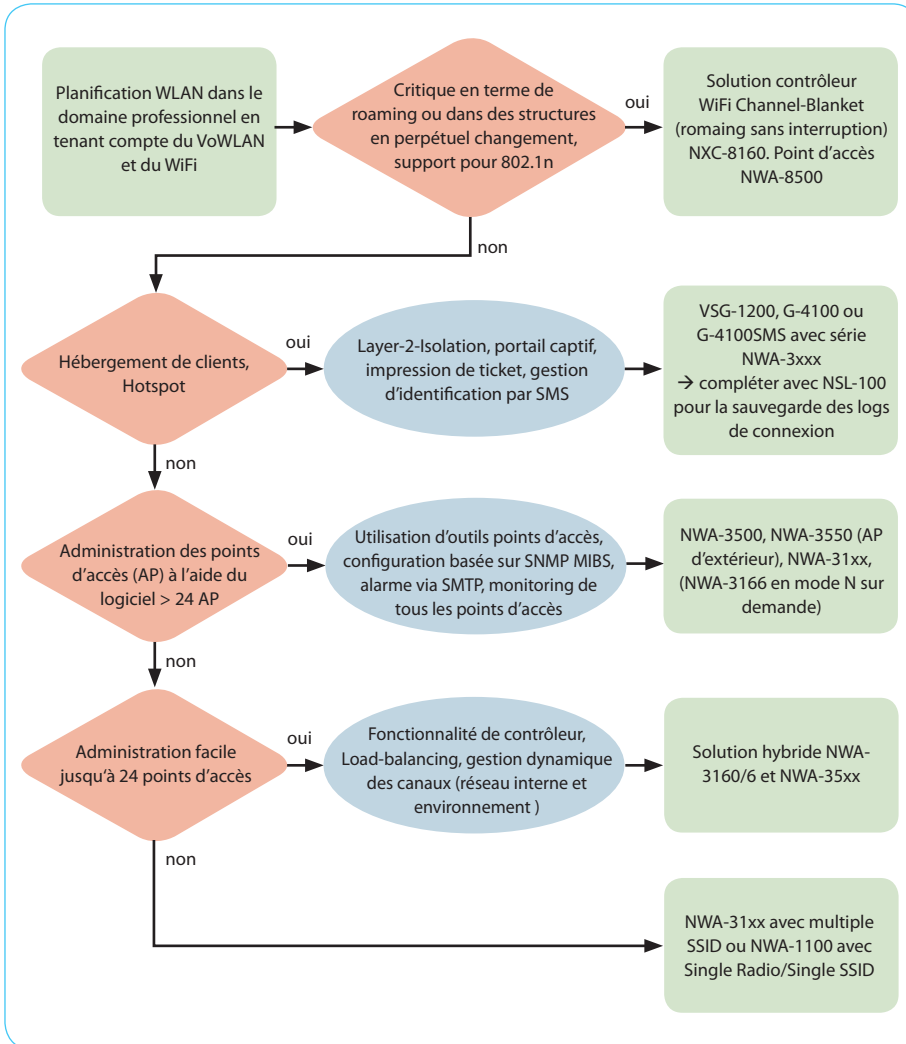 Planification WLAN dans le
domaine professionnel en
tenant compte du VoWLAN
et du WiFi
Critique en terme de
roaming ou dans des structures
en perpétuel changement,
support pour 802.1n
oui
Solution contrôleur
WiFi Channel-Blanket
(romaing sans interruption)
NXC-8160. Point d’accès
NWA-8500
non
Hébergement de clients,
Hotspot
oui
Layer-2-Isolation, portail captif,
impression de ticket, gestion
d’identification par SMS
VSG-1200, G-4100 ou
G-4100SMS avec série
NWA-3xxx
→ compléter avec NSL-100
pour la sauvegarde des logs
de connexion
non
Administration des points
d’accès (AP) à l’aide du
logiciel > 24 AP
oui
Utilisation d’outils points d’accès,
configuration basée sur SNMP MIBS,
alarme via SMTP, monitoring de
tous les points d’accès
NWA-3500, NWA-3550 (AP
d’extérieur), NWA-31xx,
(NWA-3166 en mode N sur
demande)
non
Administration facile
jusqu’à 24 points d’accès
oui
Fonctionnalité de contrôleur,
Load-balancing, gestion dynamique
des canaux (réseau interne et
environnement )
Solution hybride NWA-
3160/6 et NWA-35xx
non
NWA-31xx avec multiple
SSID ou NWA-1100 avec
Single Radio/Single SSID